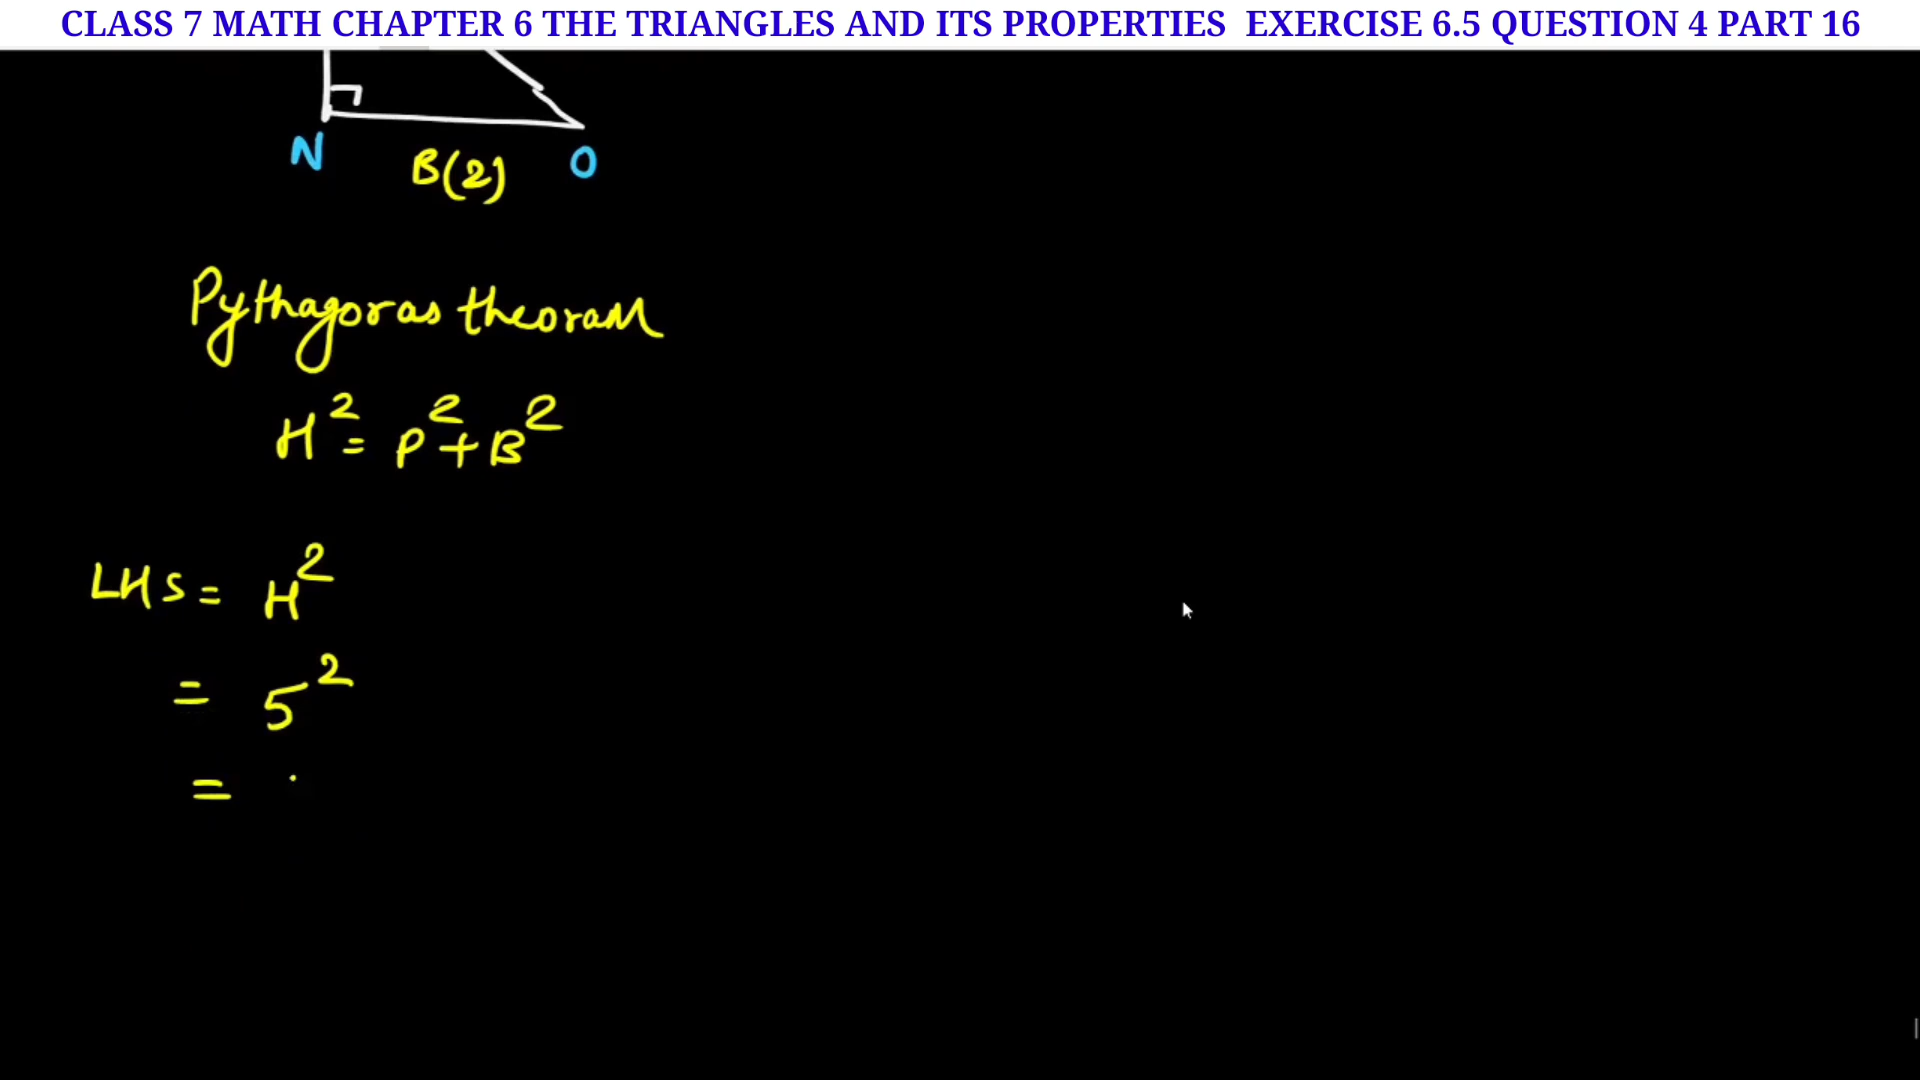 CLASS 7 MATH CHAPTER 6 THE TRIANGLES AND ITS PROPERTIES EXERCISE 6.5 QUESTION 4 PART 16
N B(2) O
Pythagoras theoram
H² = P² + B²
LHS = H²
= 5²
=